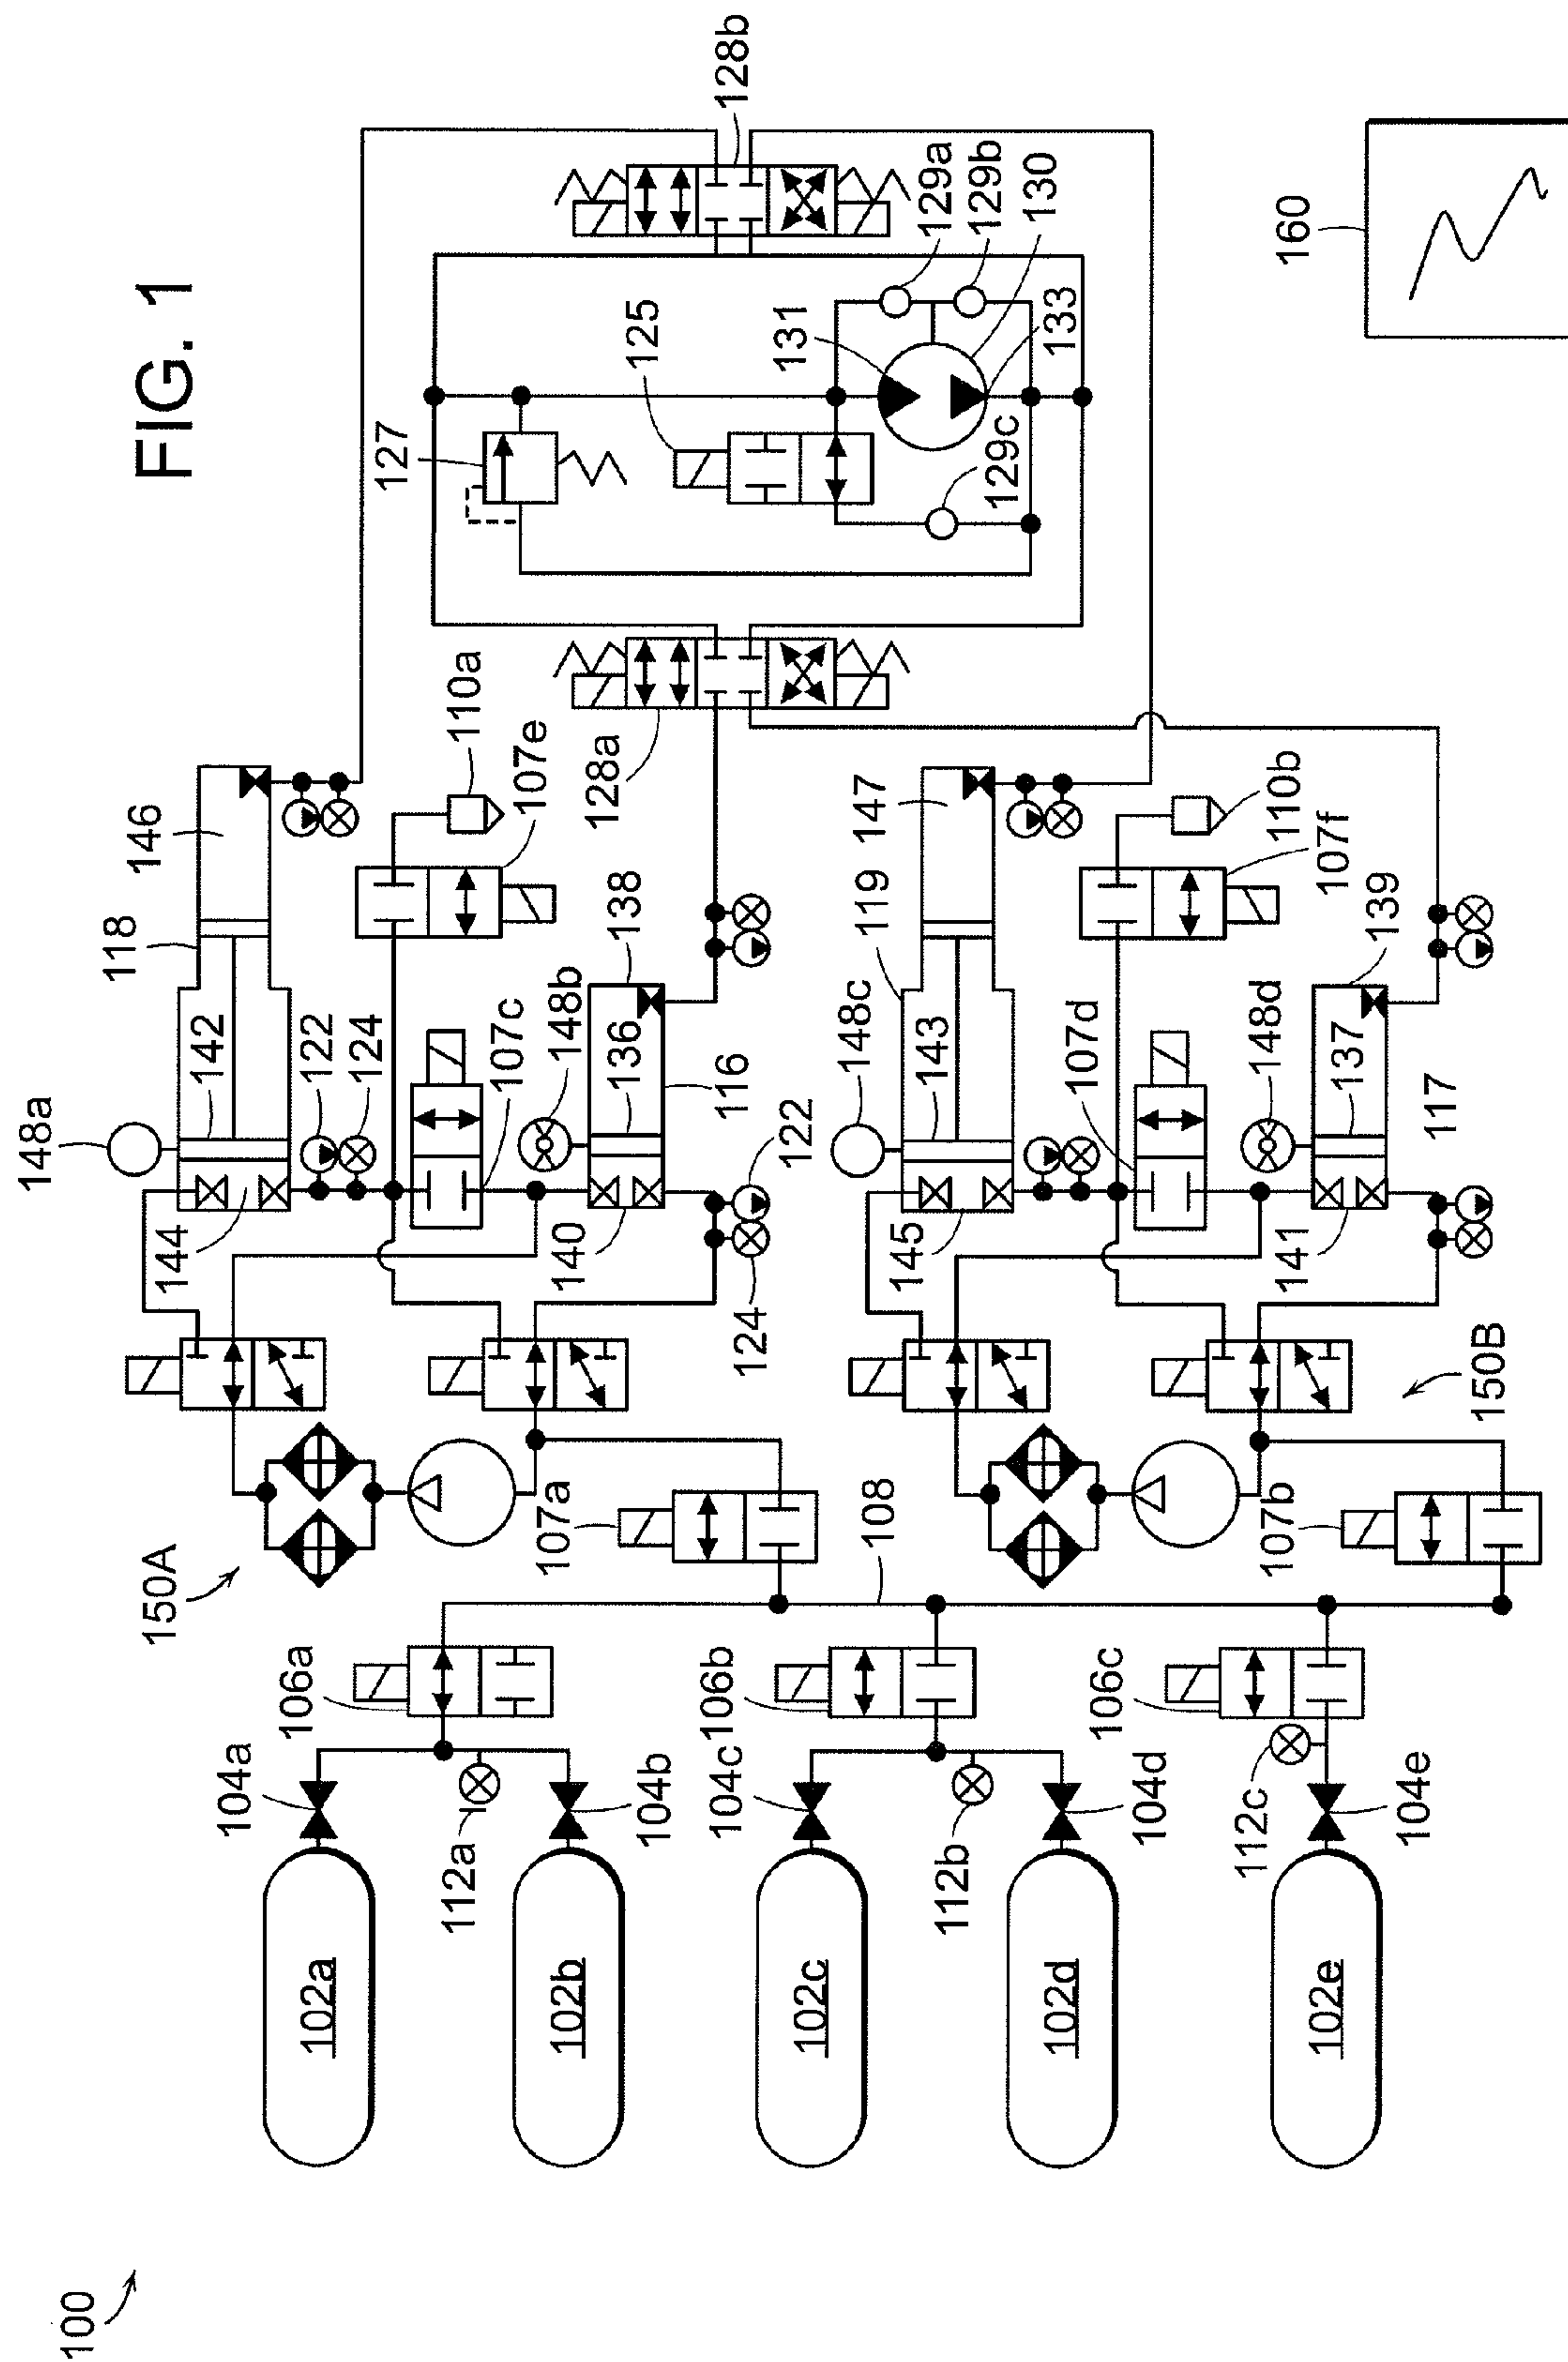 FIG. 1
100
102a
102b
102c
102d
102e
104a
104b
104c
104d
104e
112a
112b
112c
106a
106b
106c
108
150A
150B
107a
107b
144
140
124
145
141
148a
142
122
124
107c
148b
136
116
122
148c
143
107d
148d
137
117
118
146
138
107e
110a
128a
119
147
139
107f
110b
127
125
131
129c
133
130
129a
129b
128b
160